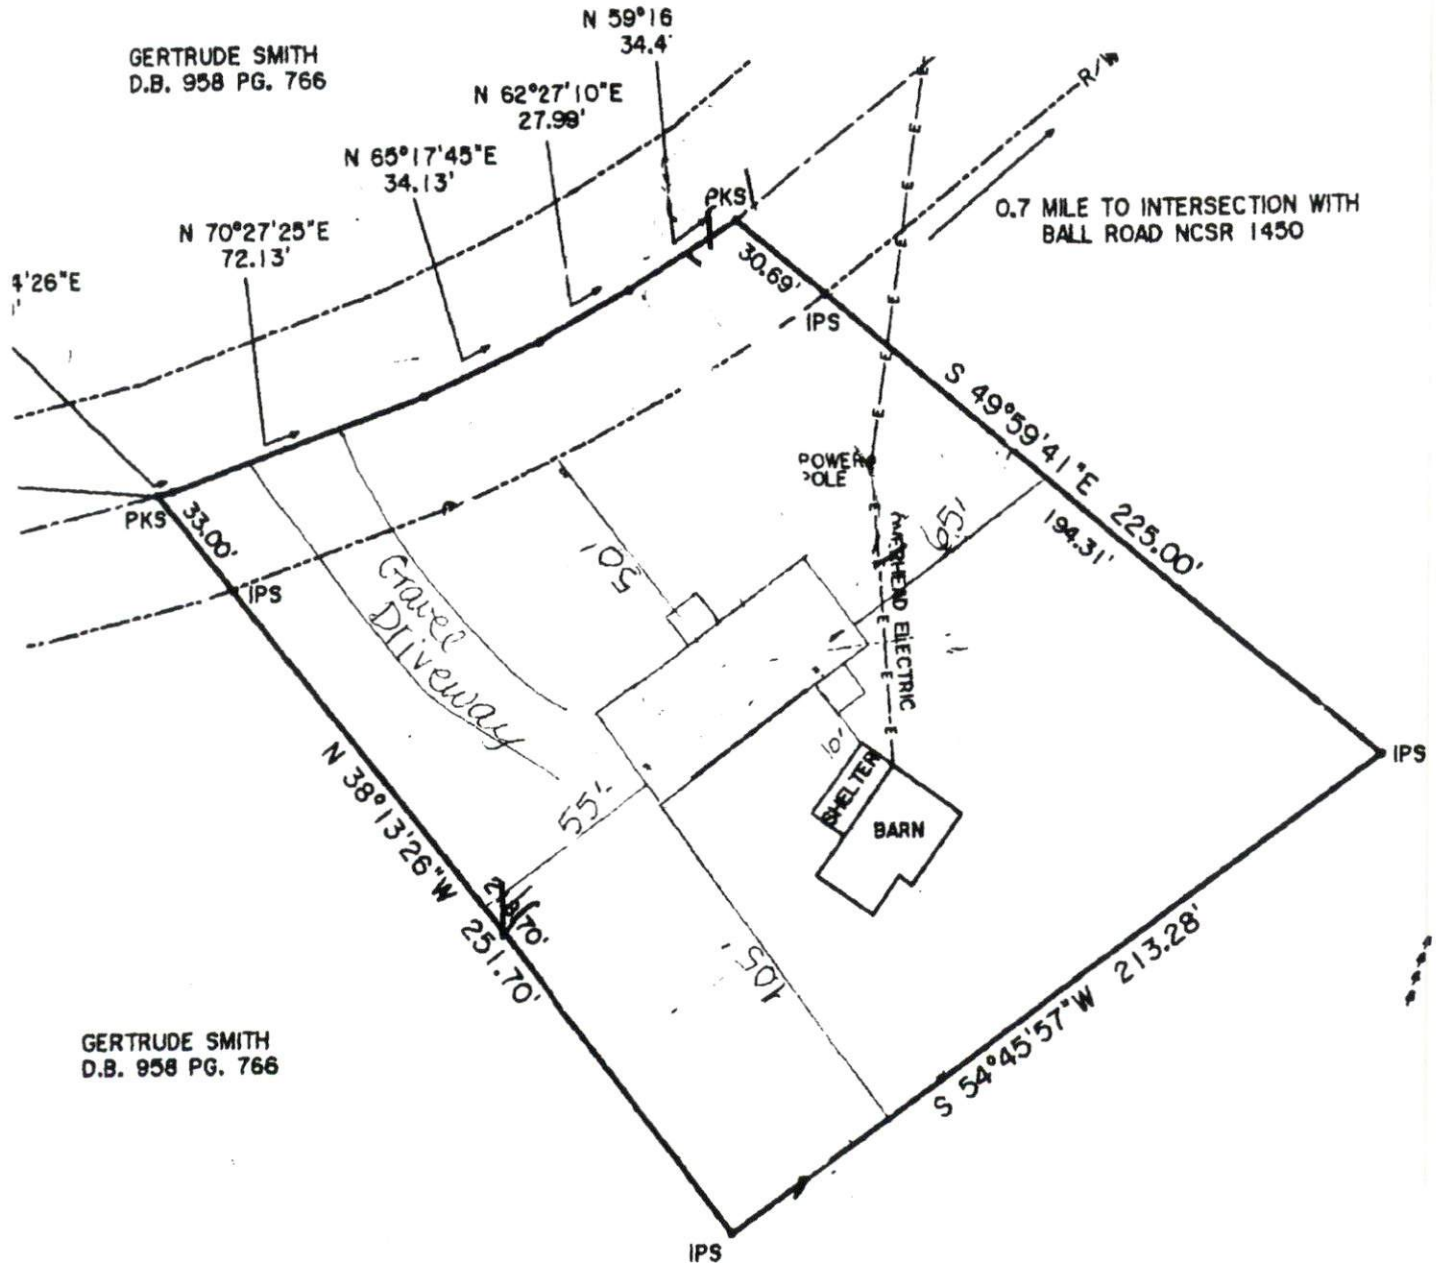 N 59°16
34.4'
GERTRUDE SMITH
D.B. 958 PG. 766
N 62°27'10"E
27.99'
R/W
N 65°17'45"E
34.13'
PKS
0.7 MILE TO INTERSECTION WITH
BALL ROAD NCSR 1450
N 70°27'25"E
72.13'
4'26"E
30.69'
IPS
S 49°59'41"E 225.00'
194.31'
POWER
POLE
E
OVERHEAD ELECTRIC
65'
50'
PKS
33.00'
IPS
Gravel
Driveway
10'
SHELTER
BARN
IPS
55'
N 38°13'26"W 251.70'
105'
S 54°45'57"W 213.28'
GERTRUDE SMITH
D.B. 958 PG. 766
IPS